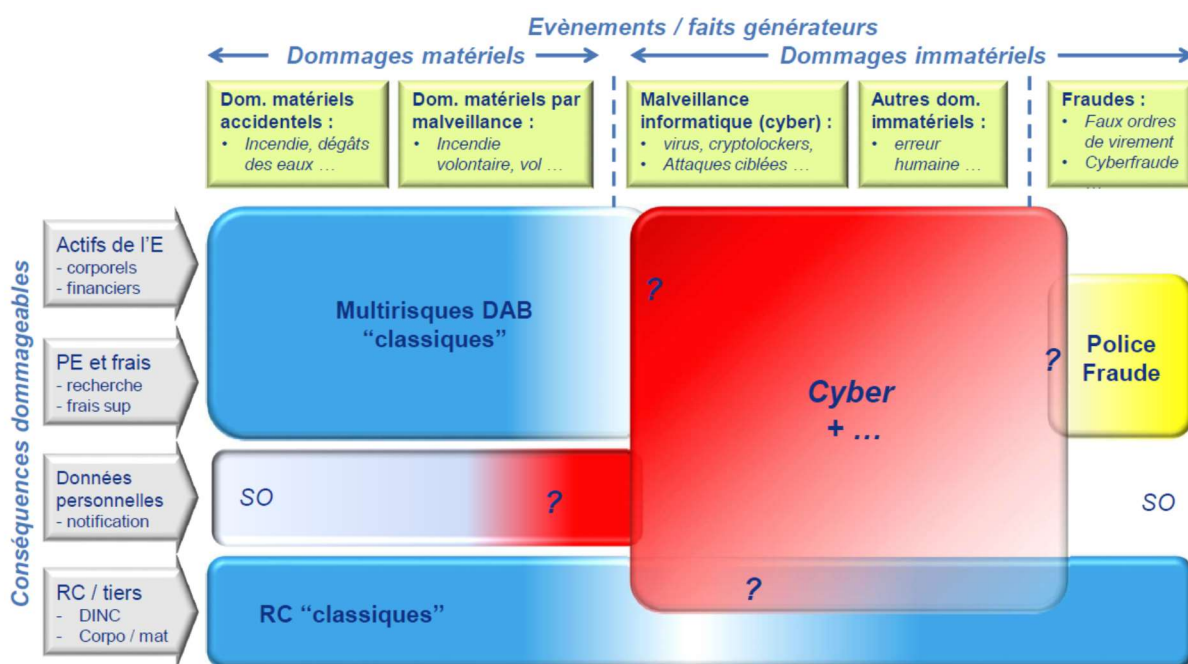 Evènements / faits générateurs
Dommages matériels
Dommages immatériels
Dom. matériels
accidentels :
• Incendie, dégâts
des eaux …
Dom. matériels par
malveillance :
• Incendie
volontaire, vol …
Malveillance
informatique (cyber) :
• virus, cryptolockers,
• Attaques ciblées …
Autres dom.
immatériels :
• erreur
humaine …
Fraudes :
• Faux ordres
de virement
• Cyberfraude
…
Conséquences dommageables
Actifs de l’E
- corporels
- financiers
PE et frais
- recherche
- frais sup
Données
personnelles
- notification
RC / tiers
- DINC
- Corpo / mat
Multirisques DAB
“classiques”
?
Cyber
+ …
?
Police
Fraude
SO
?
SO
RC “classiques”
?